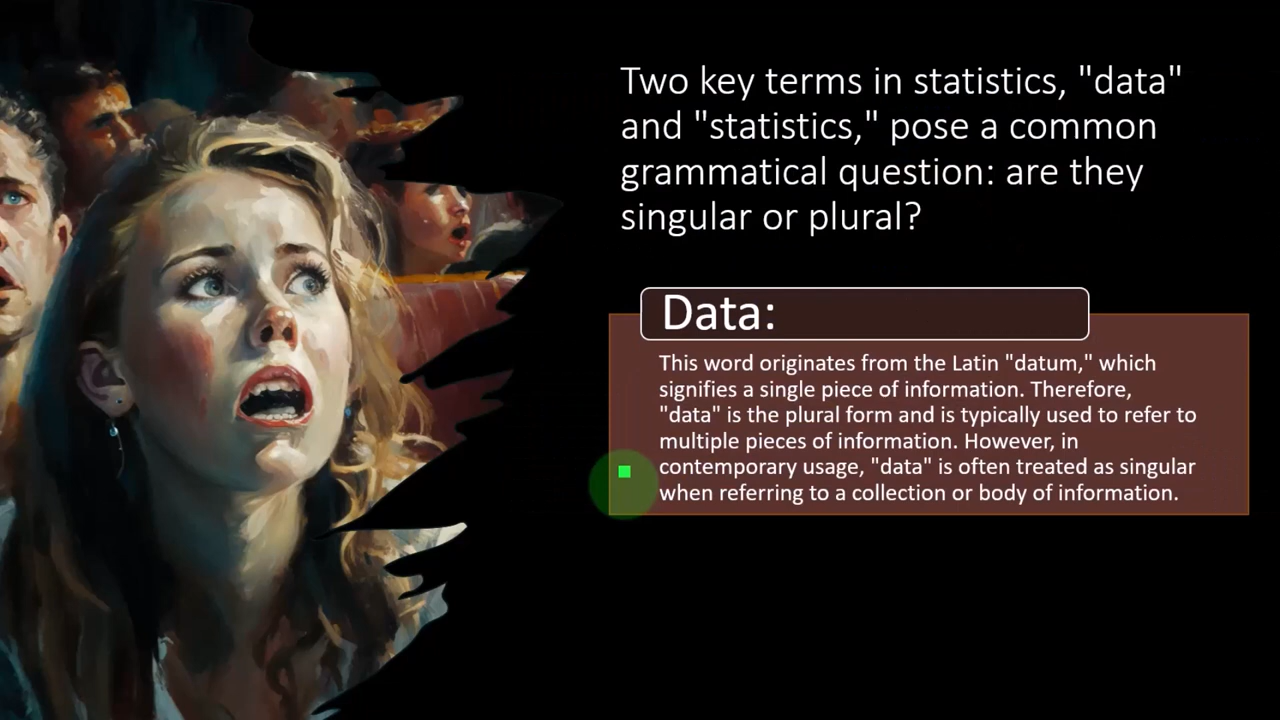 Two key terms in statistics, "data"
and "statistics," pose a common
grammatical question: are they
singular or plural?
Data:
This word originates from the Latin "datum," which
signifies a single piece of information. Therefore,
"data" is the plural form and is typically used to refer to
multiple pieces of information. However, in
contemporary usage, "data" is often treated as singular
when referring to a collection or body of information.